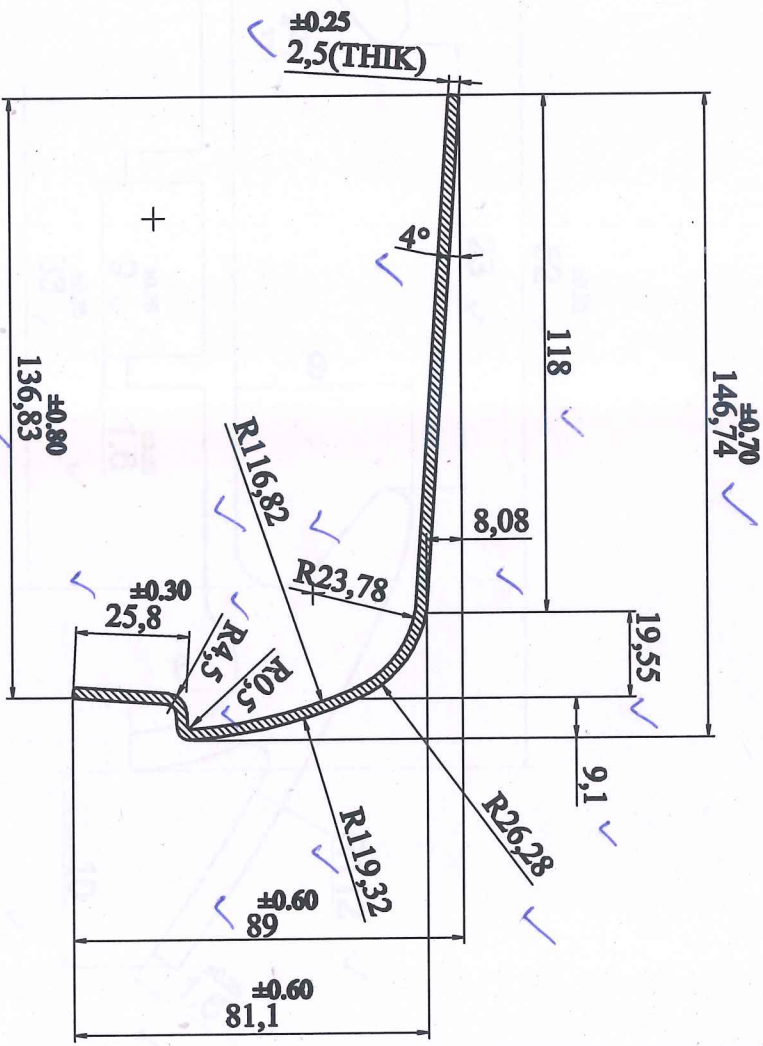 ±0.25
2,5(THIK)
4°
118
±0.70
146,74
8,08
19,55
9,1
R116,82
R23,78
±0.80
136,83
±0.30
25,8
R4,5
R0,5
R26,28
R119,32
±0.60
89
±0.60
81,1